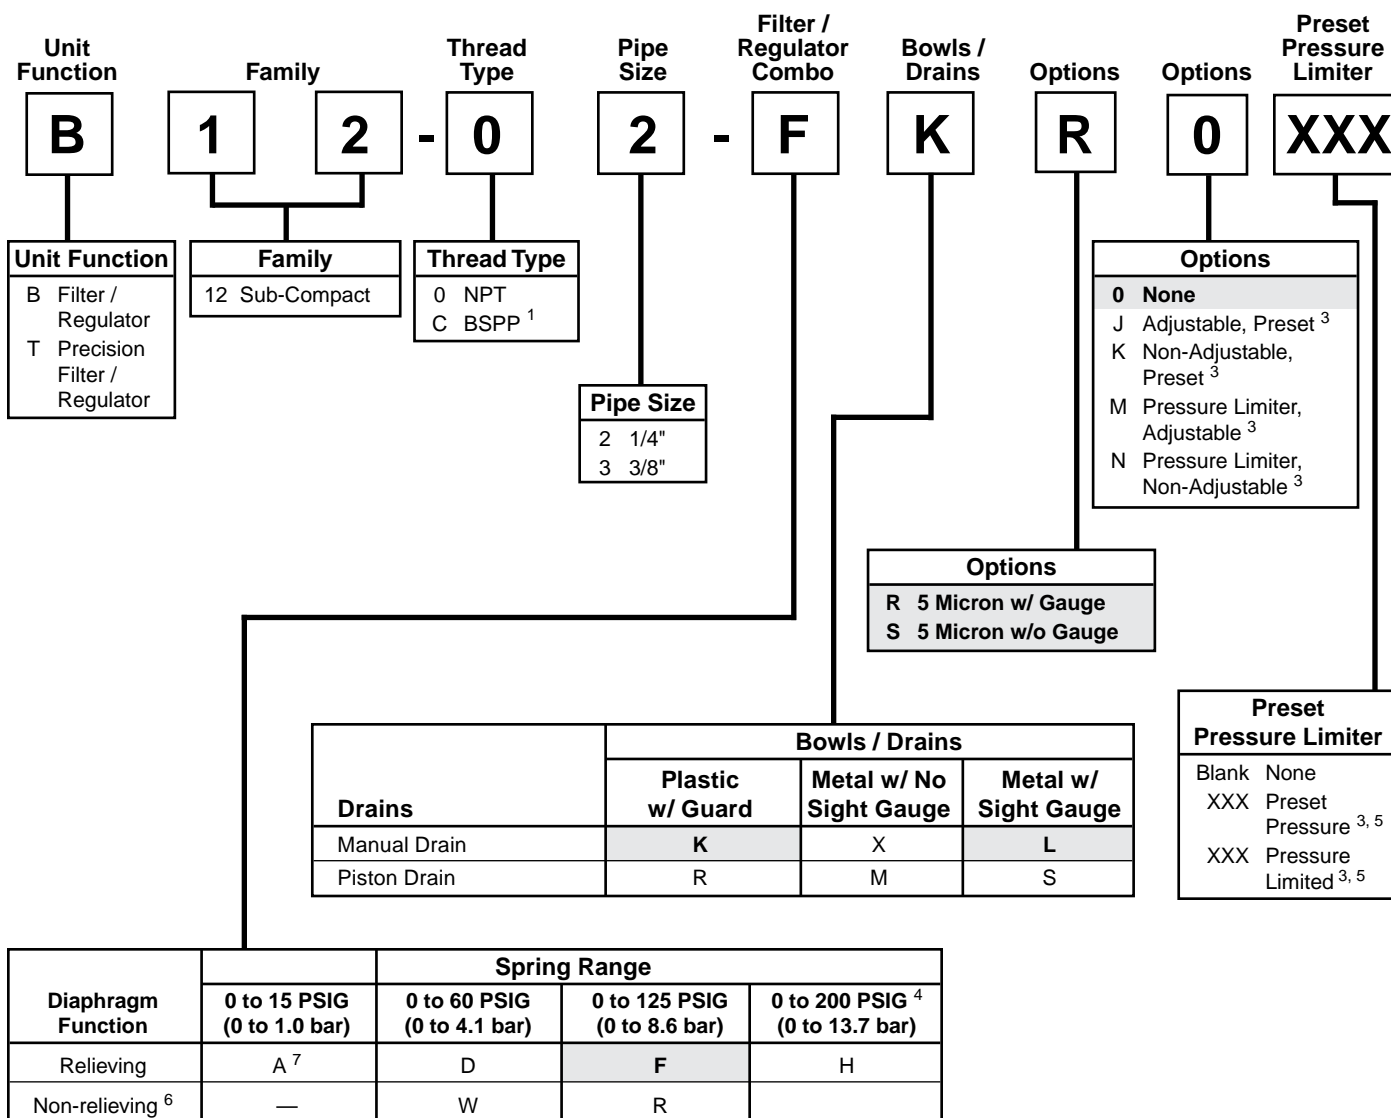 Unit Function
Family
Thread Type
Pipe Size
Filter / Regulator Combo
Bowls / Drains
Options
Options
Preset Pressure Limiter
B 1 2 - 0 2 - F K R 0 XXX
Unit Function
B Filter / Regulator
T Precision Filter / Regulator
Family
12 Sub-Compact
Thread Type
0 NPT
C BSPP 1
Pipe Size
2 1/4"
3 3/8"
Options
0 None
J Adjustable, Preset 3
K Non-Adjustable, Preset 3
M Pressure Limiter, Adjustable 3
N Pressure Limiter, Non-Adjustable 3
Options
R 5 Micron w/ Gauge
S 5 Micron w/o Gauge
Preset Pressure Limiter
Blank None
XXX Preset Pressure 3, 5
XXX Pressure Limited 3, 5
Bowls / Drains
Drains Plastic w/ Guard Metal w/ No Sight Gauge Metal w/ Sight Gauge
Manual Drain K X L
Piston Drain R M S
Spring Range
Diaphragm Function 0 to 15 PSIG (0 to 1.0 bar) 0 to 60 PSIG (0 to 4.1 bar) 0 to 125 PSIG (0 to 8.6 bar) 0 to 200 PSIG 4 (0 to 13.7 bar)
Relieving A 7 D F H
Non-relieving 6 — W R